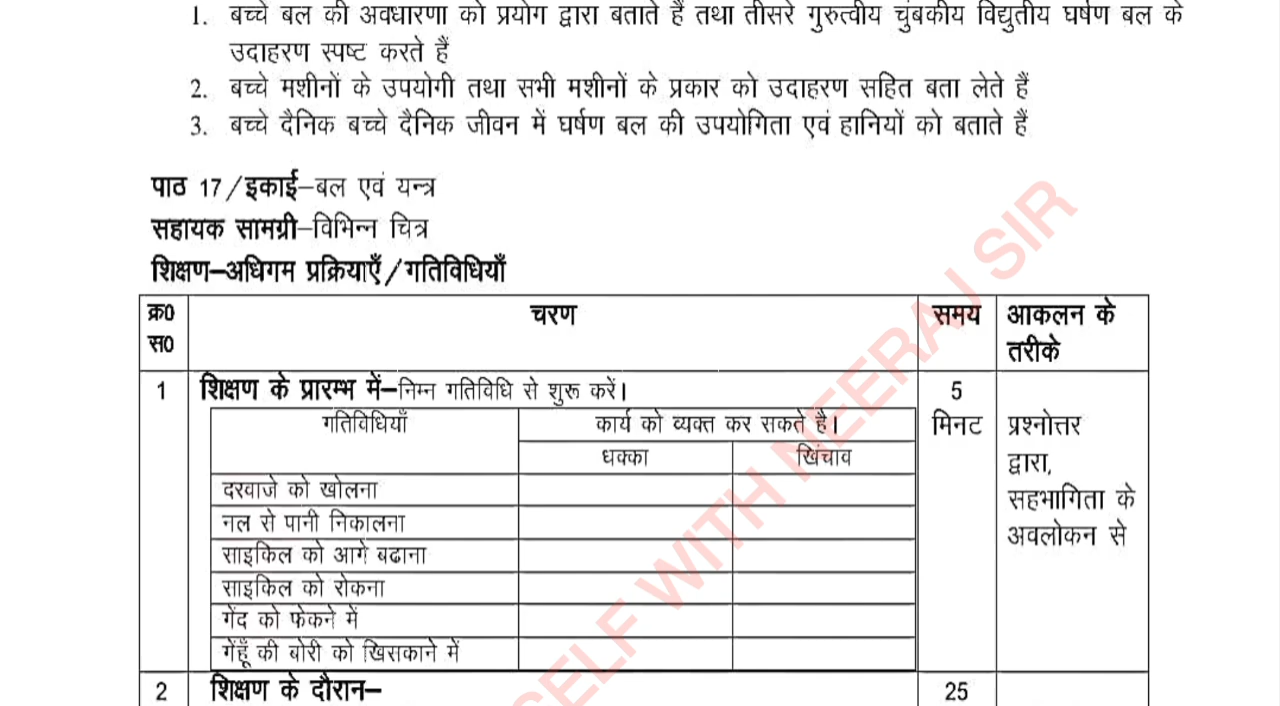 1. बच्चे बल की अवधारणा को प्रयोग द्वारा बताते हैं तथा तीसरे गुरुत्वीय चुंबकीय विद्युतीय घर्षण बल के
उदाहरण स्पष्ट करते हैं
2. बच्चे मशीनों के उपयोगी तथा सभी मशीनों के प्रकार को उदाहरण सहित बता लेते हैं
3. बच्चे दैनिक बच्चे दैनिक जीवन में घर्षण बल की उपयोगिता एवं हानियों को बताते हैं
पाठ 17/इकाई–बल एवं यन्त्र
सहायक सामग्री–विभिन्न चित्र
शिक्षण–अधिगम प्रक्रियाएँ/गतिविधियाँ
क्र0 स0 चरण समय आकलन के तरीके
1 शिक्षण के प्रारम्भ में–निम्न गतिविधि से शुरू करें। 5 मिनट
गतिविधियाँ कार्य को व्यक्त कर सकते है।
धक्का खिंचाव
दरवाजे को खोलना
नल से पानी निकालना
साइकिल को आगे बढाना
साइकिल को रोकना
गेंद को फेकने में
गेंहूँ की बोरी को खिसकाने में
प्रश्नोत्तर
द्वारा,
सहभागिता के
अवलोकन से
2 शिक्षण के दौरान– 25
SELF WITH NEERAJ SIR